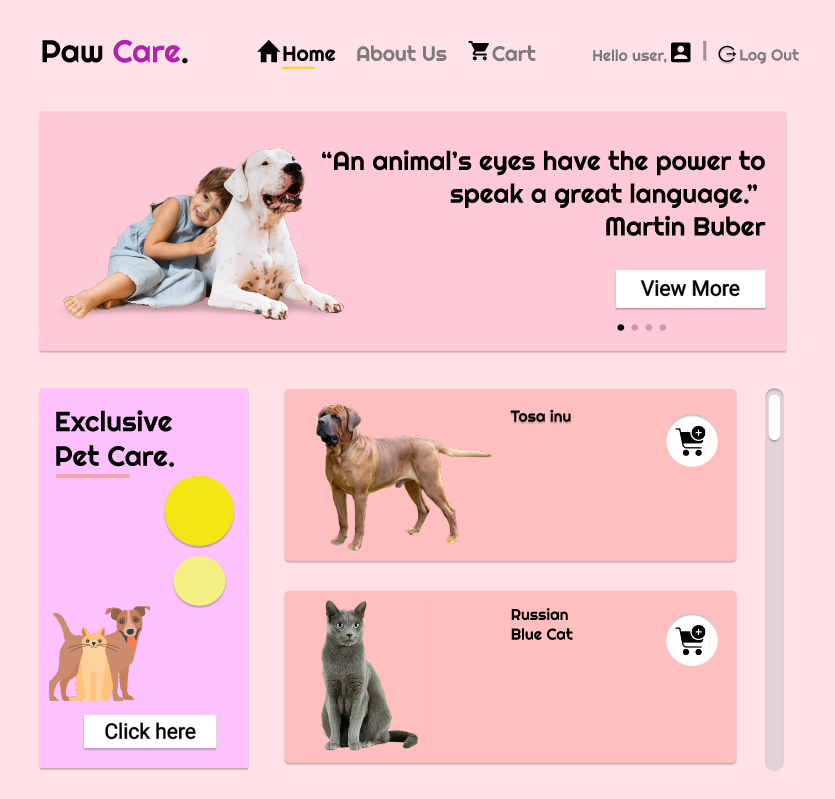 Paw Care.
Home
About Us
Cart
Hello user,
Log Out
“An animal’s eyes have the power to
speak a great language.”
Martin Buber
View More
Exclusive
Pet Care.
Click here
Tosa inu
Russian
Blue Cat